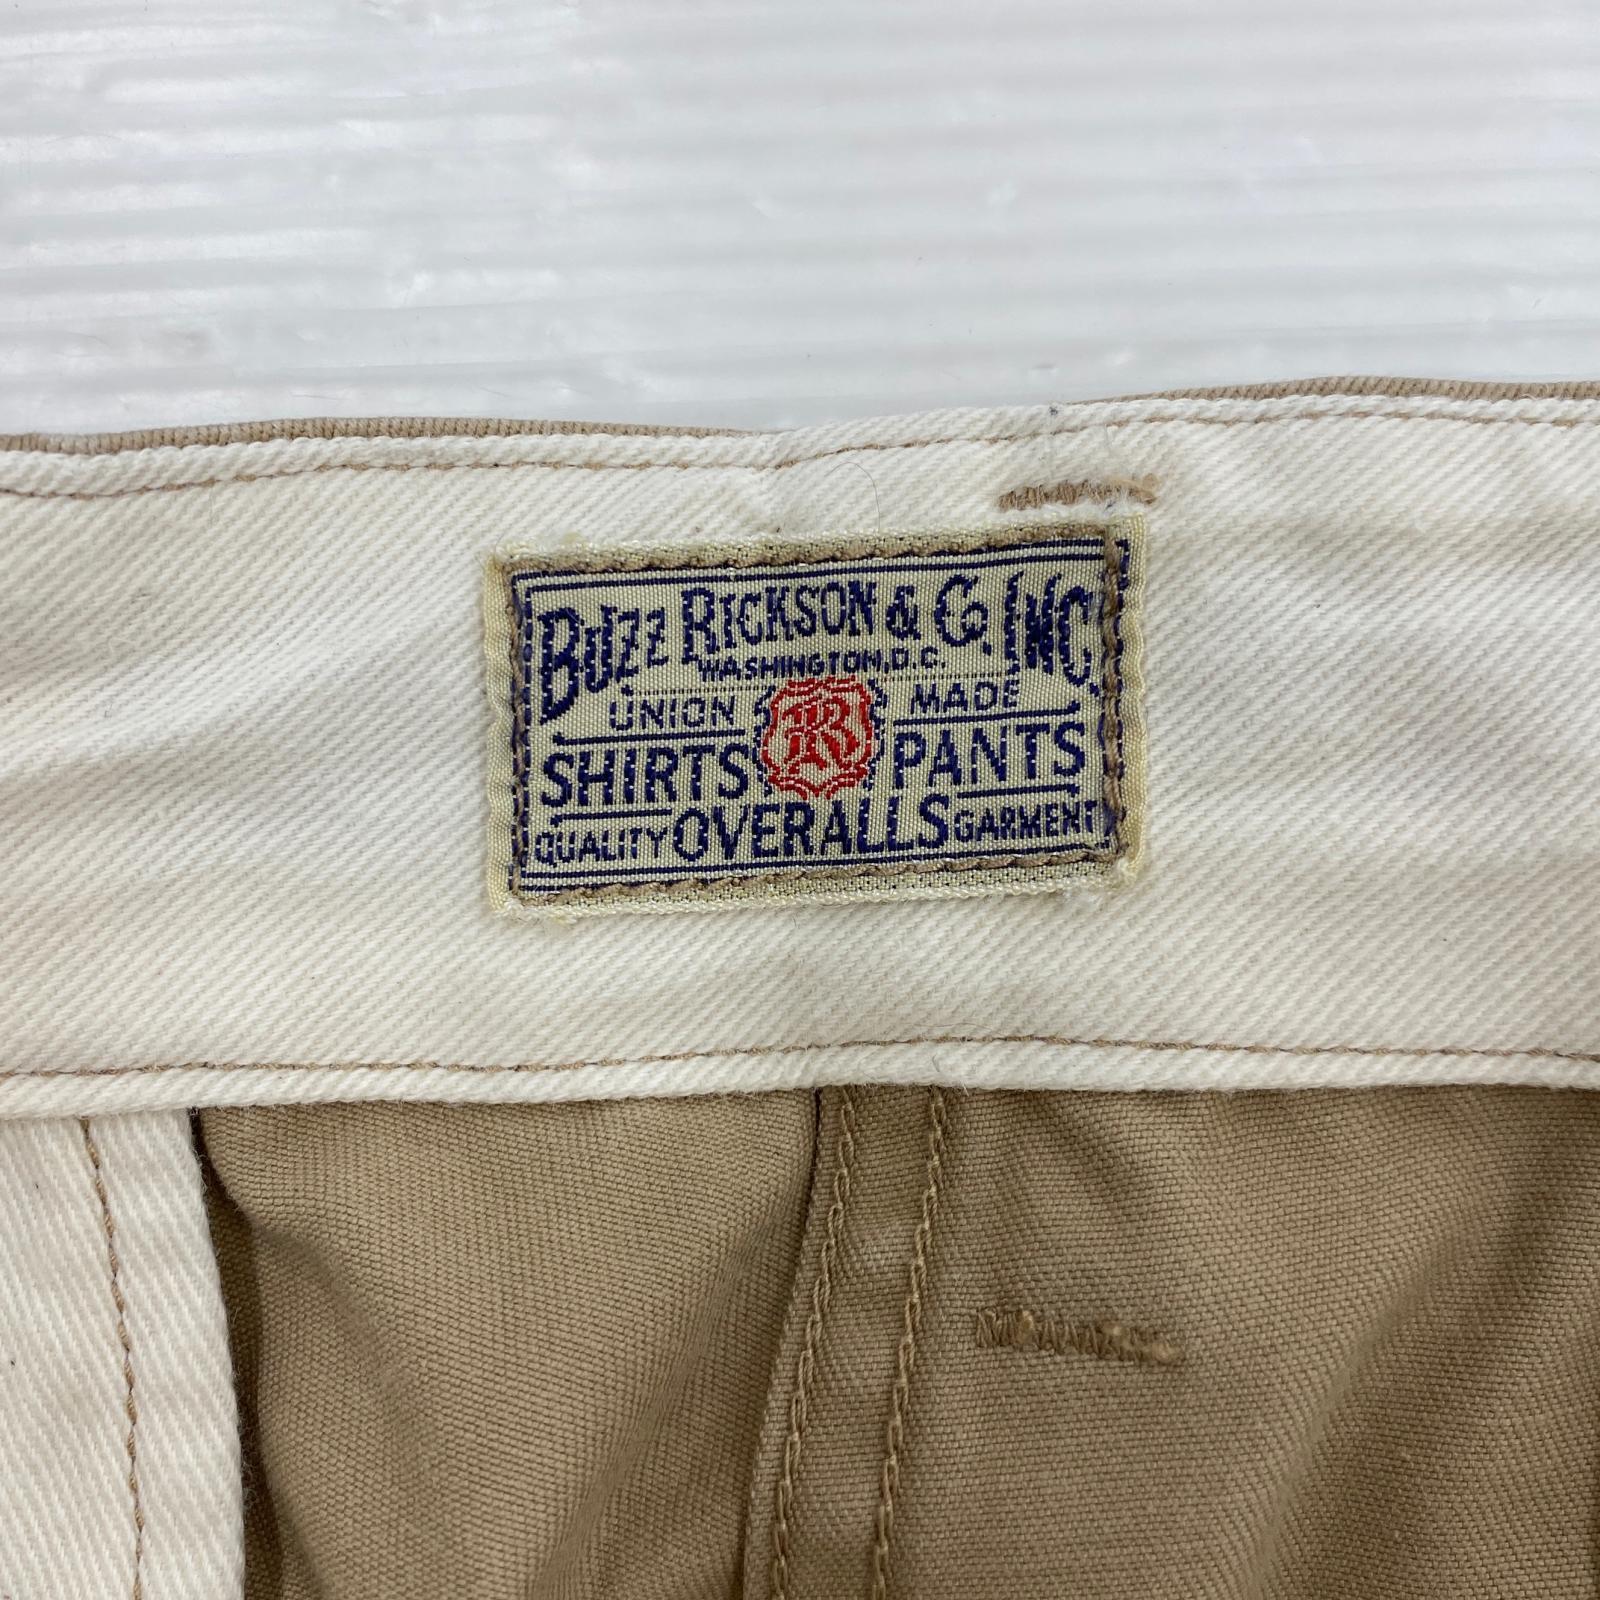 BUZZ RICKSON & Co. INC.
WASHINGTON, D.C.
UNION MADE
SHIRTS R PANTS
QUALITY OVERALLS GARMENT